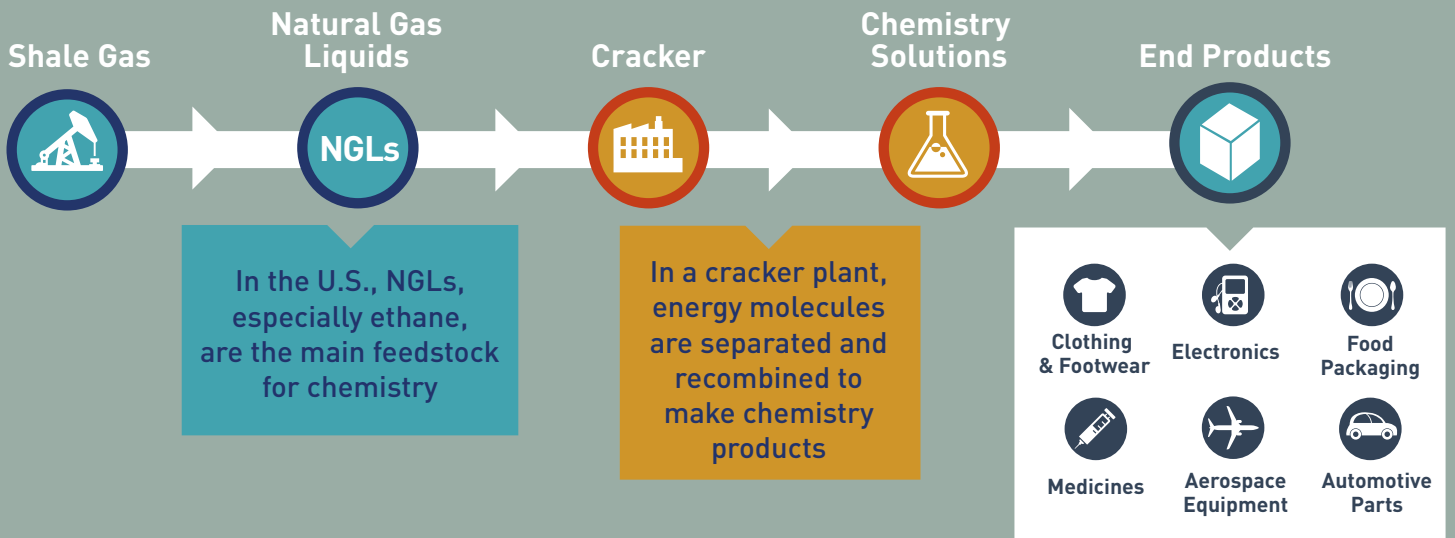 Shale Gas
Natural Gas
Liquids
Cracker
Chemistry
Solutions
End Products
NGLs
In the U.S., NGLs,
especially ethane,
are the main feedstock
for chemistry
In a cracker plant,
energy molecules
are separated and
recombined to
make chemistry
products
Clothing
& Footwear
Electronics
Food
Packaging
Medicines
Aerospace
Equipment
Automotive
Parts